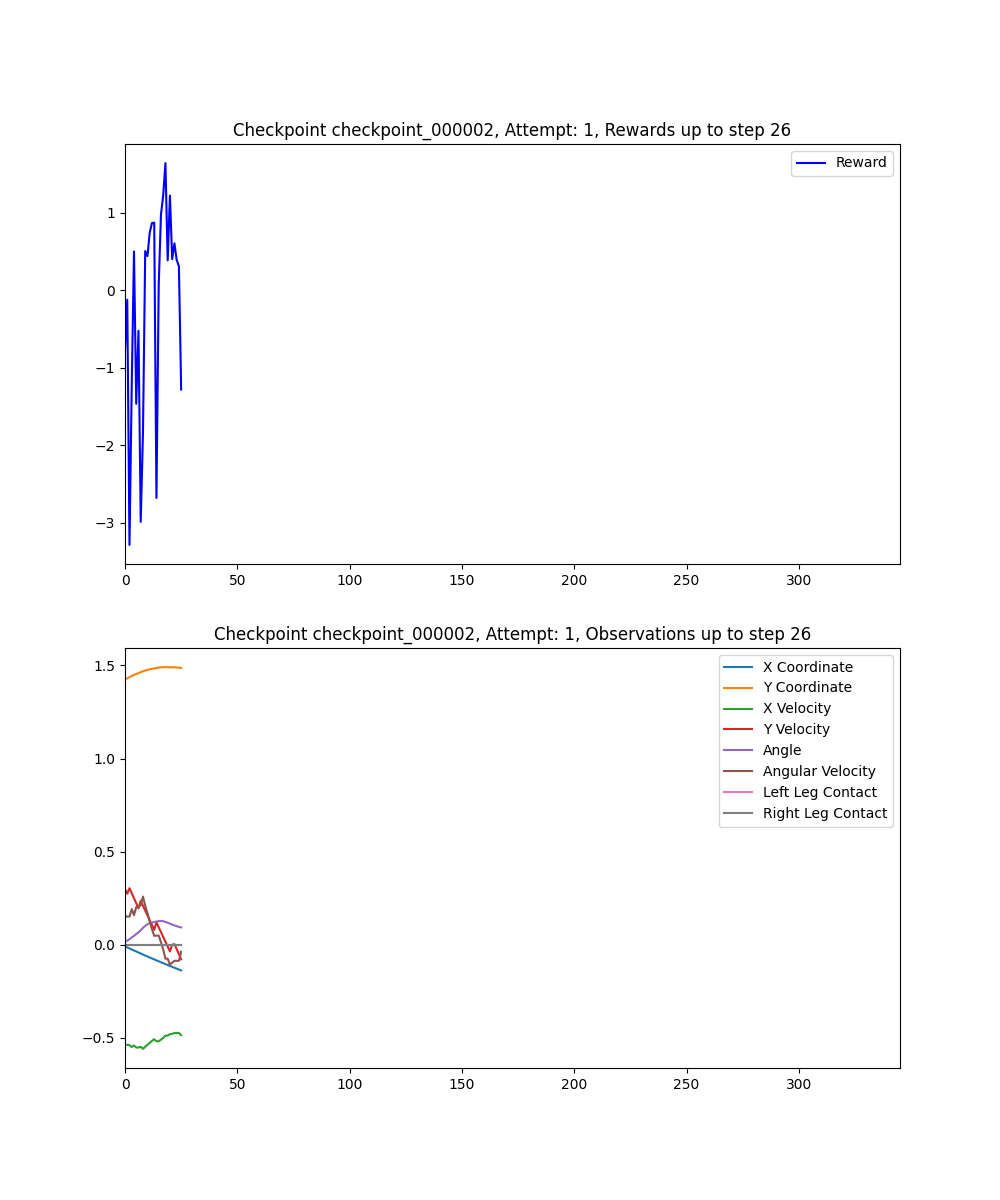 Checkpoint checkpoint_000002, Attempt: 1, Rewards up to step 26
Reward
1
0
−1
−2
−3
0
50
100
150
200
250
300
Checkpoint checkpoint_000002, Attempt: 1, Observations up to step 26
X Coordinate
Y Coordinate
X Velocity
Y Velocity
Angle
Angular Velocity
Left Leg Contact
Right Leg Contact
1.5
1.0
0.5
0.0
−0.5
0
50
100
150
200
250
300